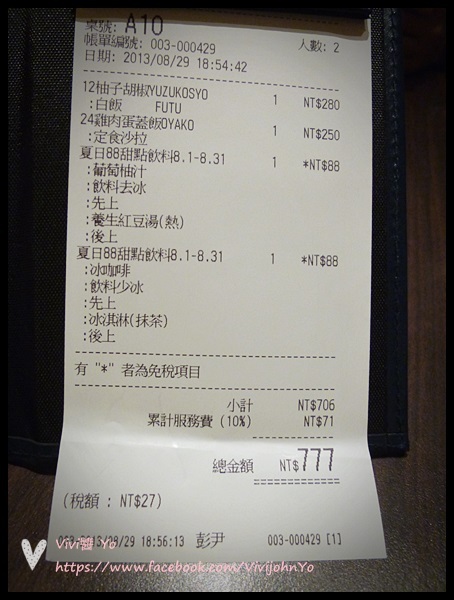 桌號: A10
帳單編號: 003-000429 人數: 2
日期: 2013/08/29 18:54:42
12柚子胡椒YUZUKOSYO 1 NT$280
:白飯 FUTU
24雞肉蛋蓋飯OYAKO 1 NT$250
:定食沙拉
夏日88甜點飲料8.1-8.31 1 *NT$88
:葡萄柚汁
:飲料去冰
:先上
:養生紅豆湯(熱)
:後上
夏日88甜點飲料8.1-8.31 1 *NT$88
:冰咖啡
:飲料少冰
:先上
:冰淇淋(抹茶)
:後上
有 "*" 者為免稅項目
小計 NT$706
累計服務費 (10%) NT$71
總金額 NT$777
(稅額 : NT$27)
18:56:13 彭尹 003-000429 [1]
Vivi醬 Yo
https://www.facebook.com/VivijohnYo